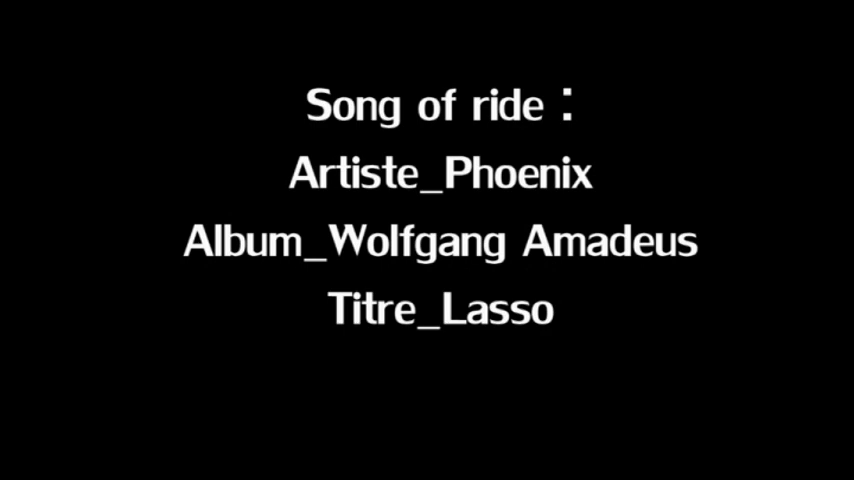 Song of ride :
Artiste_Phoenix
Album_Wolfgang Amadeus
Titre_Lasso